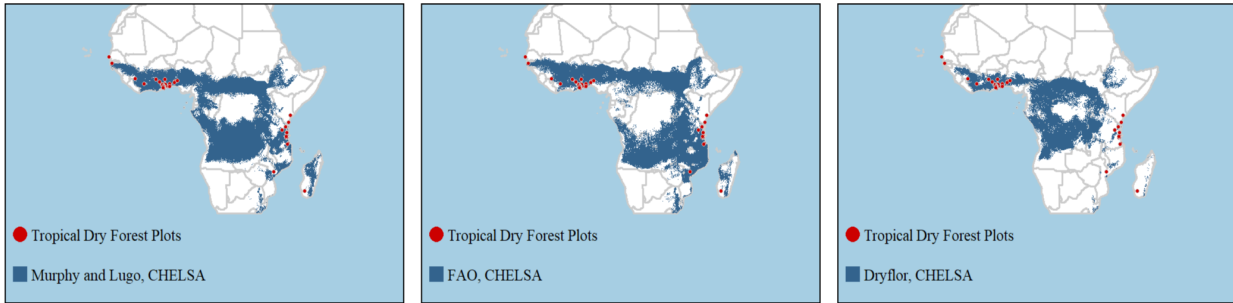 Tropical Dry Forest Plots
Murphy and Lugo, CHELSA
Tropical Dry Forest Plots
FAO, CHELSA
Tropical Dry Forest Plots
Dryflor, CHELSA